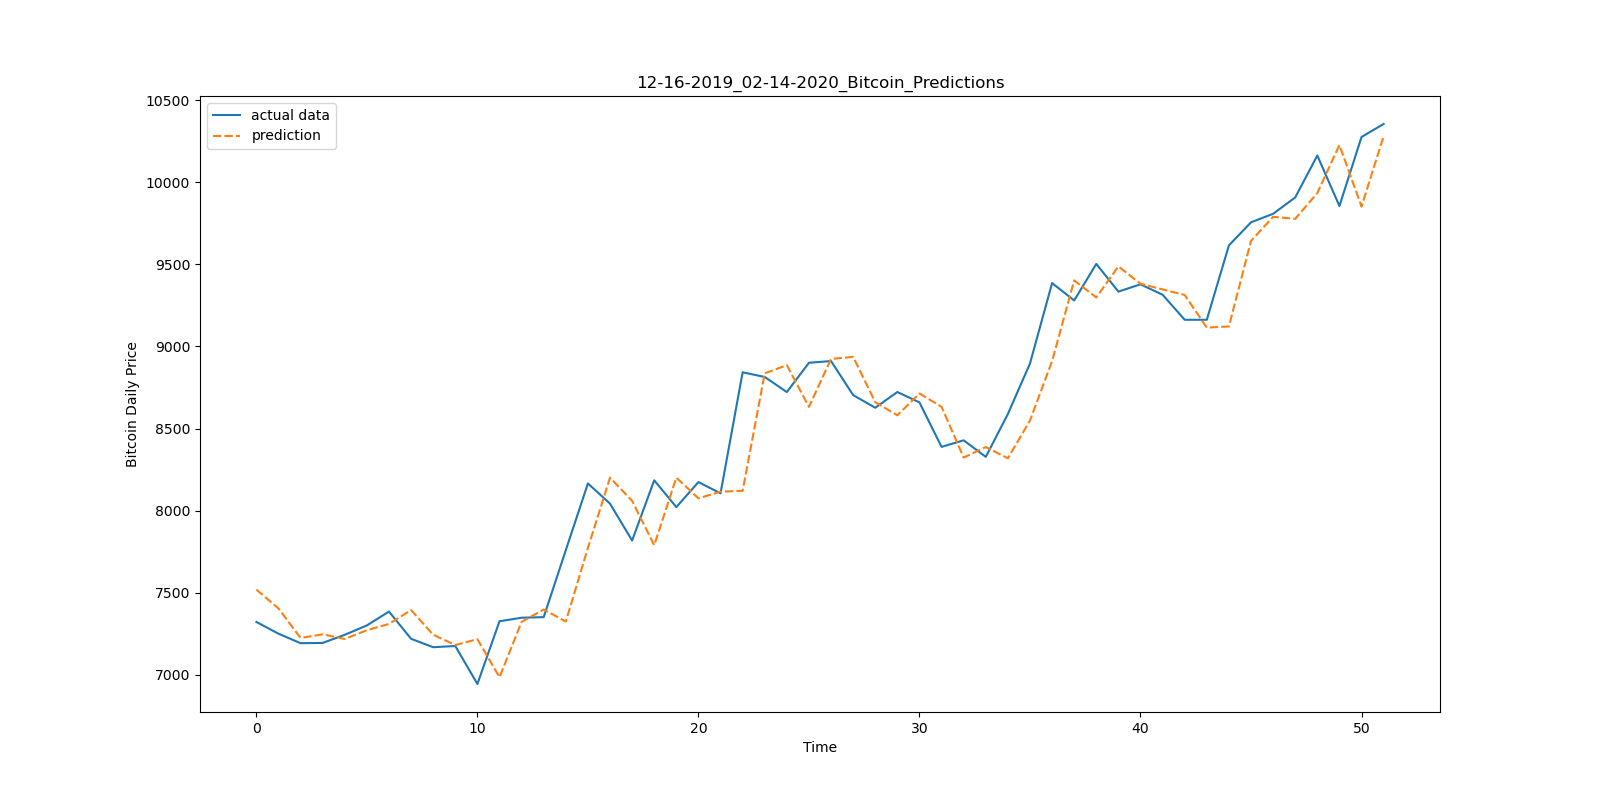 12-16-2019_02-14-2020_Bitcoin_Predictions
actual data
prediction
10500
10000
9500
9000
8500
8000
7500
7000
Bitcoin Daily Price
0 10 20 30 40 50
Time